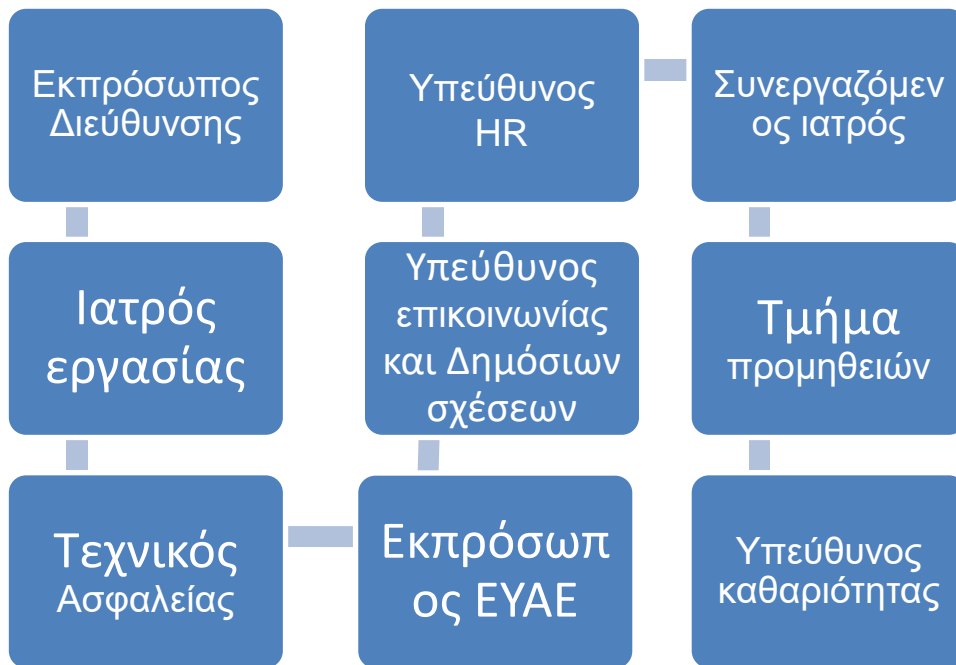 Εκπρόσωπος
Διεύθυνσης
Ιατρός
εργασίας
Τεχνικός
Ασφαλείας
Εκπρόσωπ
ος ΕΥΑΕ
Υπεύθυνος
επικοινωνίας
και Δημόσιων
σχέσεων
Υπεύθυνος
HR
Συνεργαζόμεν
ος ιατρός
Τμήμα
προμηθειών
Υπεύθυνος
καθαριότητας